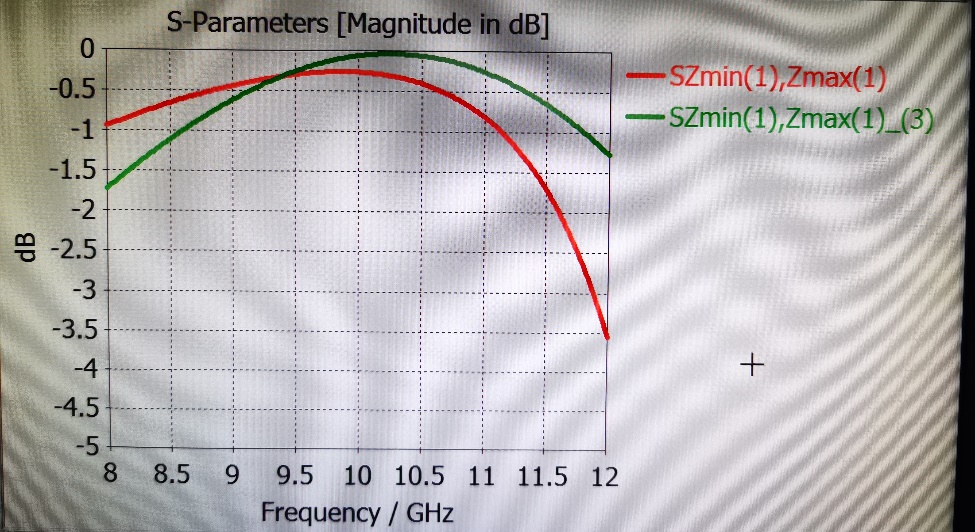 S-Parameters [Magnitude in dB]
0
-0.5
-1
-1.5
-2
-2.5
-3
-3.5
-4
-4.5
-5
dB
8 8.5 9 9.5 10 10.5 11 11.5 12
Frequency / GHz
SZmin(1),Zmax(1)
SZmin(1),Zmax(1)_(3)